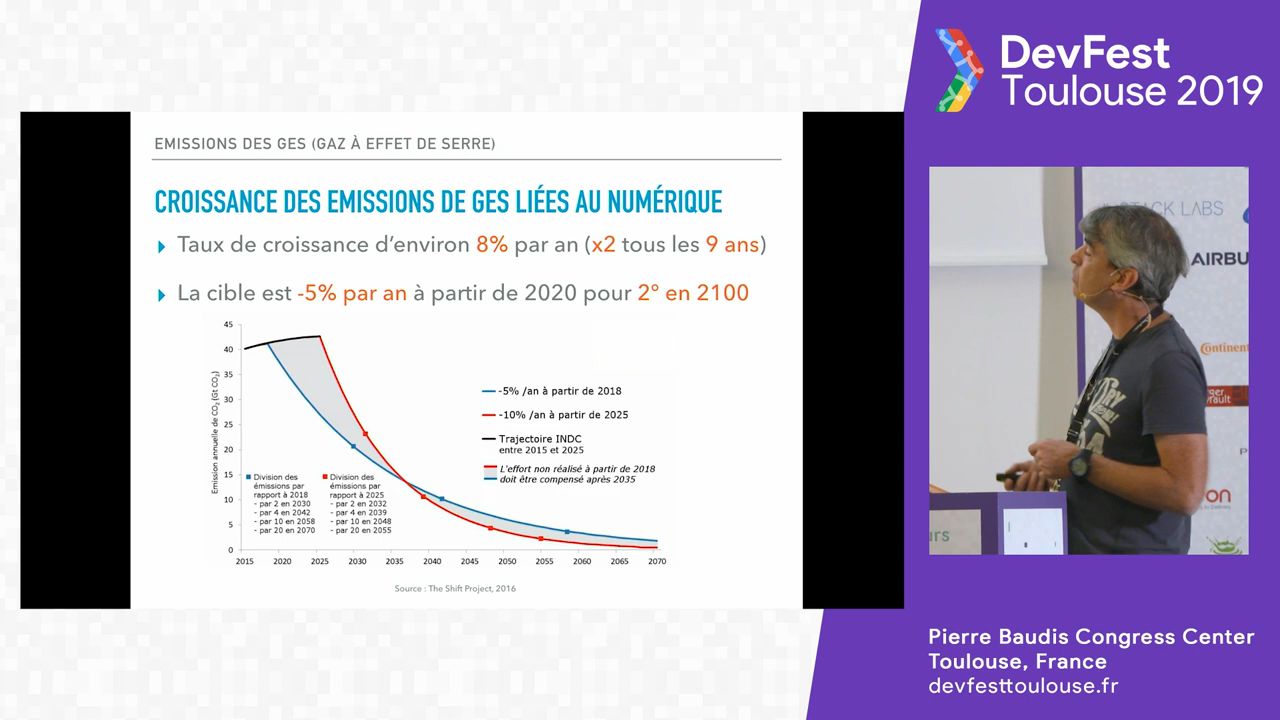 DevFest
Toulouse 2019
EMISSIONS DES GES (GAZ À EFFET DE SERRE)
CROISSANCE DES EMISSIONS DE GES LIÉES AU NUMÉRIQUE
Taux de croissance d'environ 8% par an (x2 tous les 9 ans)
La cible est -5% par an à partir de 2020 pour 2° en 2100
45
40
35
30
25
20
15
10
5
0
Emission annuelle de CO2 (Gt CO2)
-5% /an à partir de 2018
-10% /an à partir de 2025
Trajectoire INDC
entre 2015 et 2025
L'effort non réalisé à partir de 2018
doit être compensé après 2035
Division des
émissions par
rapport à 2018
- par 2 en 2030
- par 4 en 2042
- par 10 en 2058
- par 20 en 2070
Division des
émissions par
rapport à 2025
- par 2 en 2032
- par 4 en 2039
- par 10 en 2048
- par 20 en 2055
2015 2020 2025 2030 2035 2040 2045 2050 2055 2060 2065 2070
Source : The Shift Project, 2016
STACK LABS
AIRBU
Continent
Pierre Baudis Congress Center
Toulouse, France
devfesttoulouse.fr